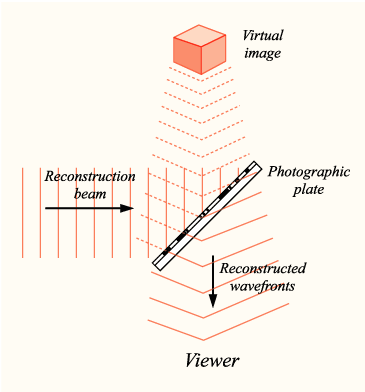 Virtual
image
Reconstruction
beam
Photographic
plate
Reconstructed
wavefronts
Viewer